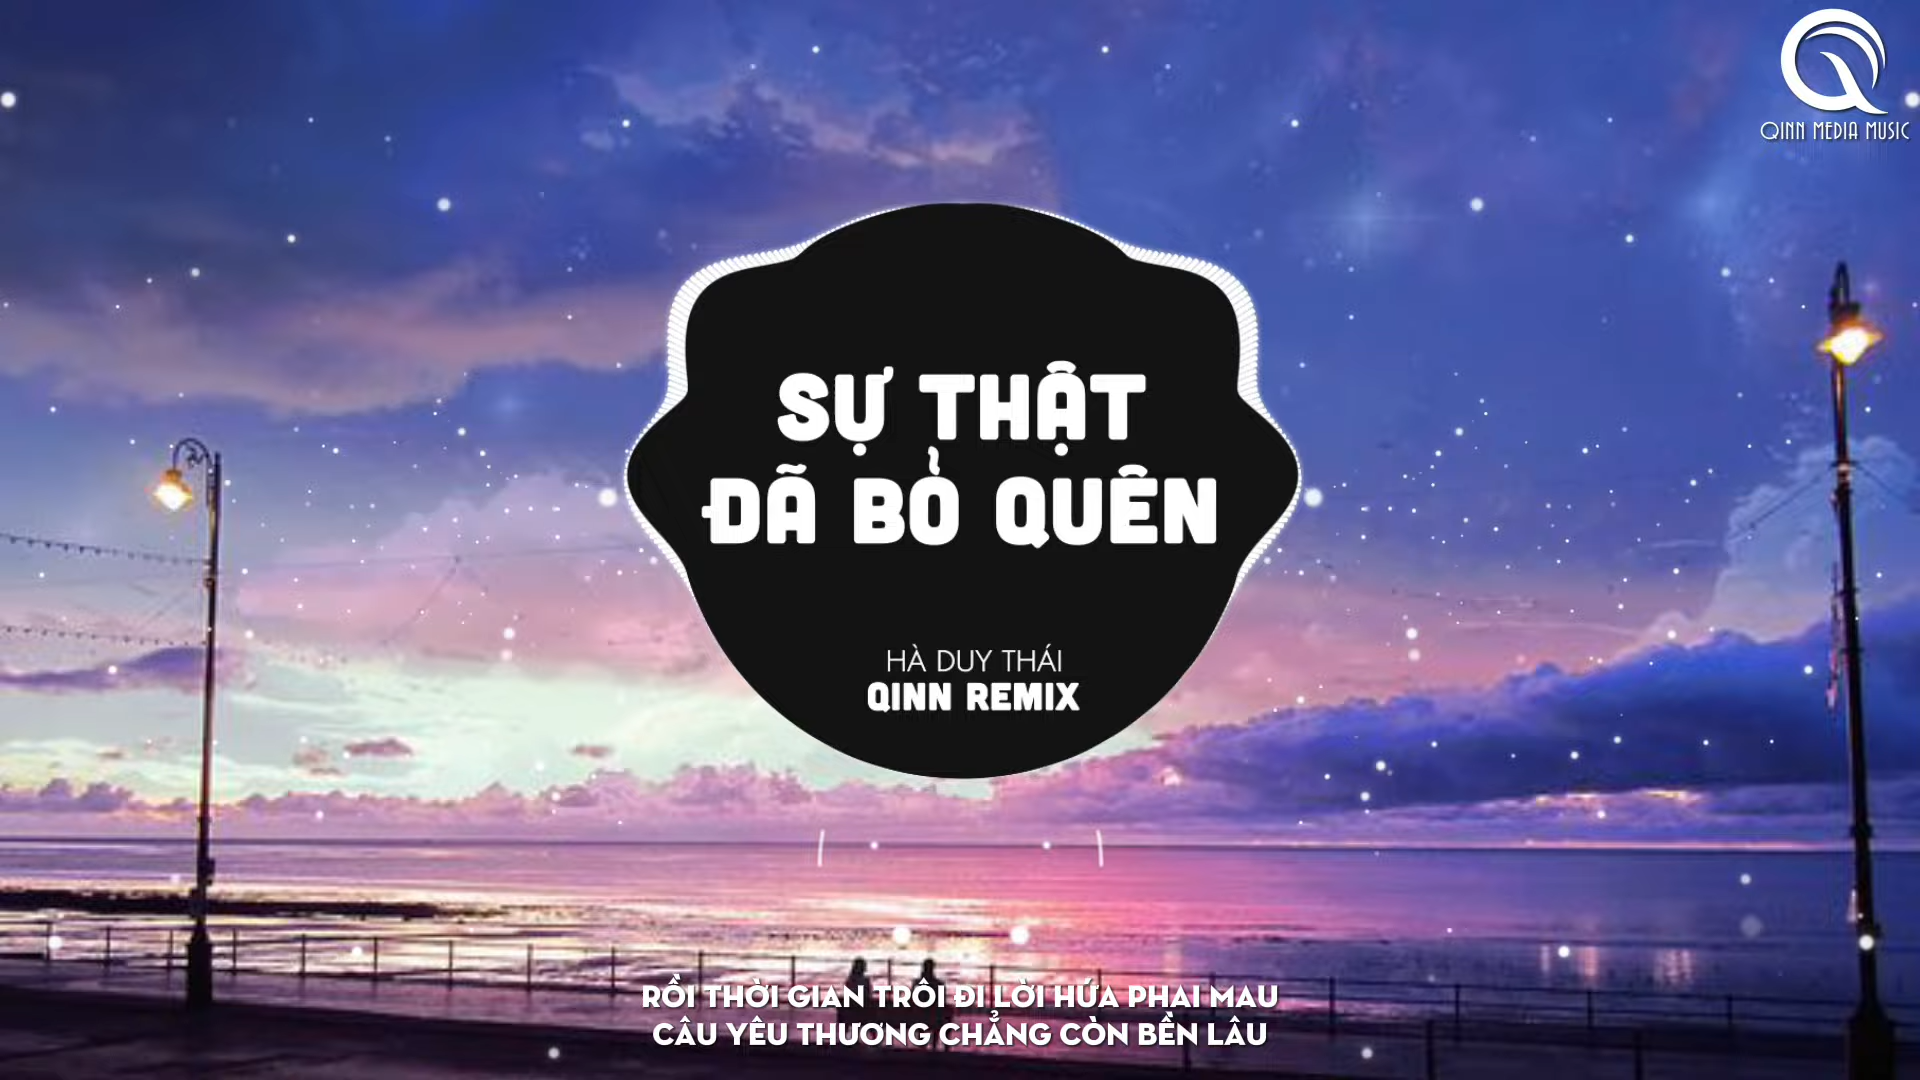 QINN MEDIA MUSIC
SỰ THẬT
ĐÃ BỎ QUÊN
HÀ DUY THÁI
QINN REMIX
RỒI THỜI GIAN TRÔI ĐI LỜI HỨA PHAI MAU
CÂU YÊU THƯƠNG CHẲNG CÒN BỀN LÂU